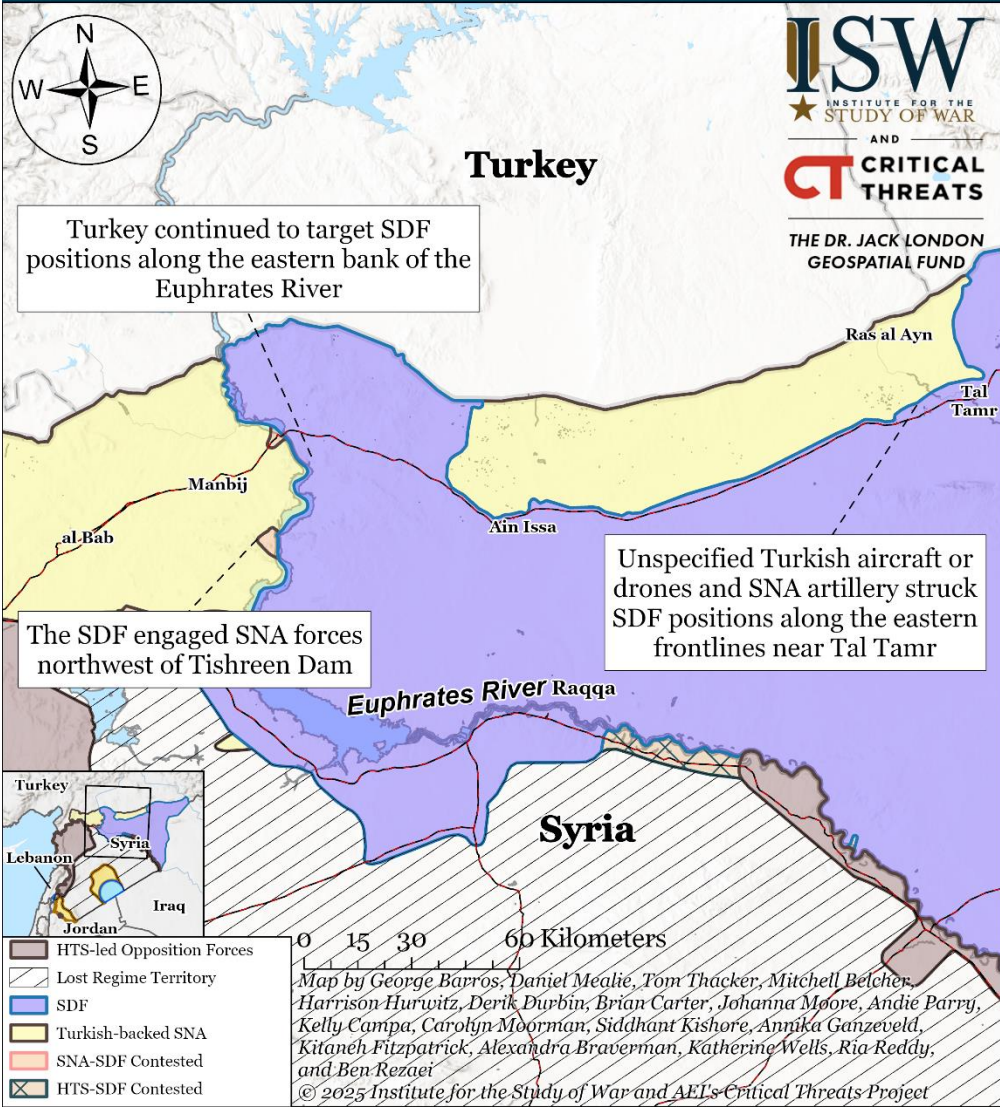 N
W
E
S
ISW
INSTITUTE FOR THE
STUDY OF WAR
AND
CT CRITICAL
THREATS
THE DR. JACK LONDON
GEOSPATIAL FUND
Turkey
Turkey continued to target SDF
positions along the eastern bank of the
Euphrates River
Ras al Ayn
Tal
Tamr
Manbij
al-Bab
Ain Issa
Unspecified Turkish aircraft or
drones and SNA artillery struck
SDF positions along the eastern
frontlines near Tal Tamr
The SDF engaged SNA forces
northwest of Tishreen Dam
Euphrates River
Raqqa
Syria
Turkey
Syria
Lebanon
Iraq
Jordan
HTS-led Opposition Forces
Lost Regime Territory
SDF
Turkish-backed SNA
SNA-SDF Contested
HTS-SDF Contested
0 15 30 60 Kilometers
Map by George Barros, Daniel Mealie, Tom Thacker, Mitchell Belcher,
Harrison Hurwitz, Derik Durbin, Brian Carter, Johanna Moore, Andie Parry,
Kelly Campa, Carolyn Moorman, Siddhant Kishore, Annika Ganzeveld,
Kitaneh Fitzpatrick, Alexandra Braverman, Katherine Wells, Ria Reddy,
and Ben Rezaei
© 2025 Institute for the Study of War and AEI's Critical Threats Project